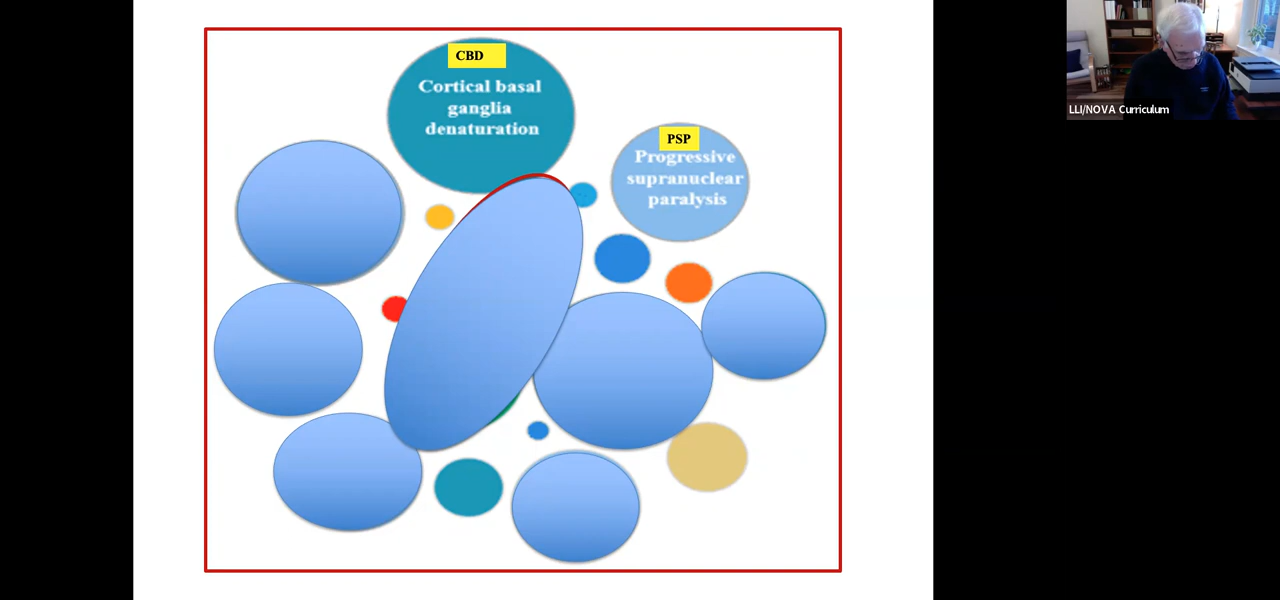 CBD
Cortical basal
ganglia
denaturation
PSP
Progressive
supranuclear
paralysis
LLI/NOVA Curriculum